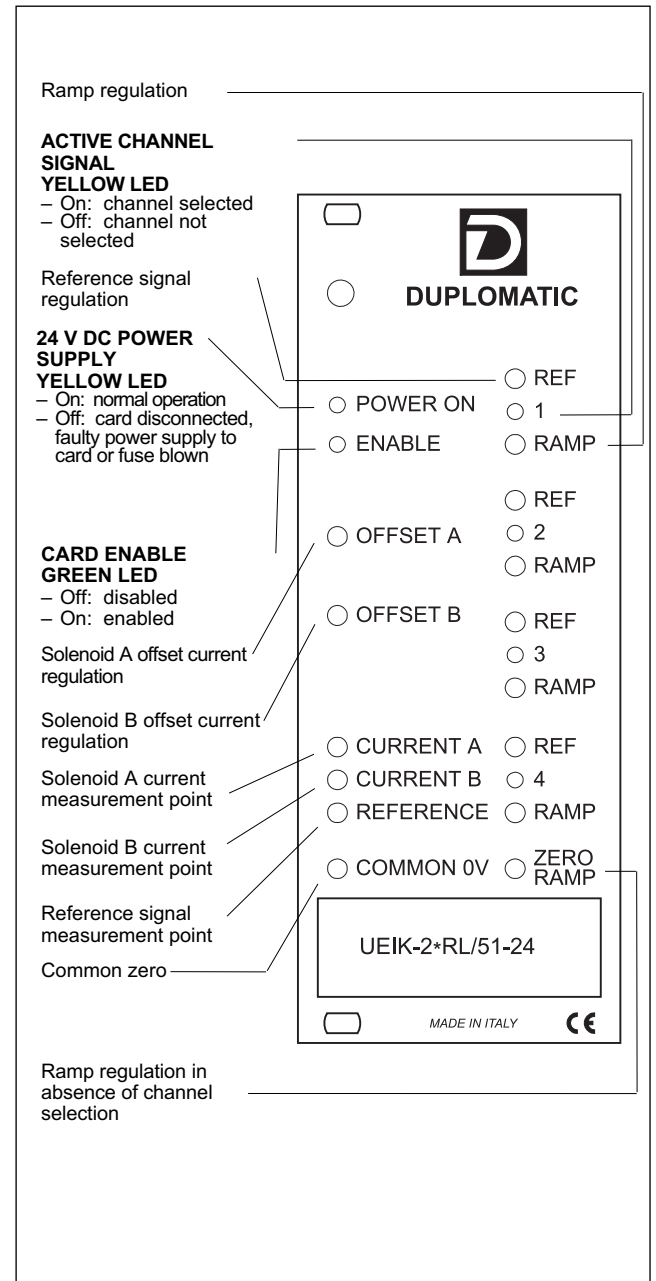 Ramp regulation
ACTIVE CHANNEL
SIGNAL
YELLOW LED
– On: channel selected
– Off: channel not
selected
Reference signal
regulation
24 V DC POWER
SUPPLY
YELLOW LED
– On: normal operation
– Off: card disconnected,
faulty power supply to
card or fuse blown
CARD ENABLE
GREEN LED
– Off: disabled
– On: enabled
Solenoid A offset current
regulation
Solenoid B offset current
regulation
Solenoid A current
measurement point
Solenoid B current
measurement point
Reference signal
measurement point
Common zero
Ramp regulation in
absence of channel
selection
D
DUPLOMATIC
POWER ON
ENABLE
OFFSET A
OFFSET B
CURRENT A
CURRENT B
REFERENCE
COMMON 0V
REF
1
RAMP
REF
2
RAMP
REF
3
RAMP
REF
4
RAMP
ZERO
RAMP
UEIK-2*RL/51-24
MADE IN ITALY
CE